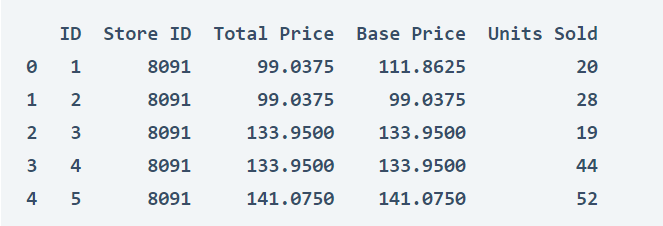 ID Store ID Total Price Base Price Units Sold
0 1 8091 99.0375 111.8625 20
1 2 8091 99.0375 99.0375 28
2 3 8091 133.9500 133.9500 19
3 4 8091 133.9500 133.9500 44
4 5 8091 141.0750 141.0750 52